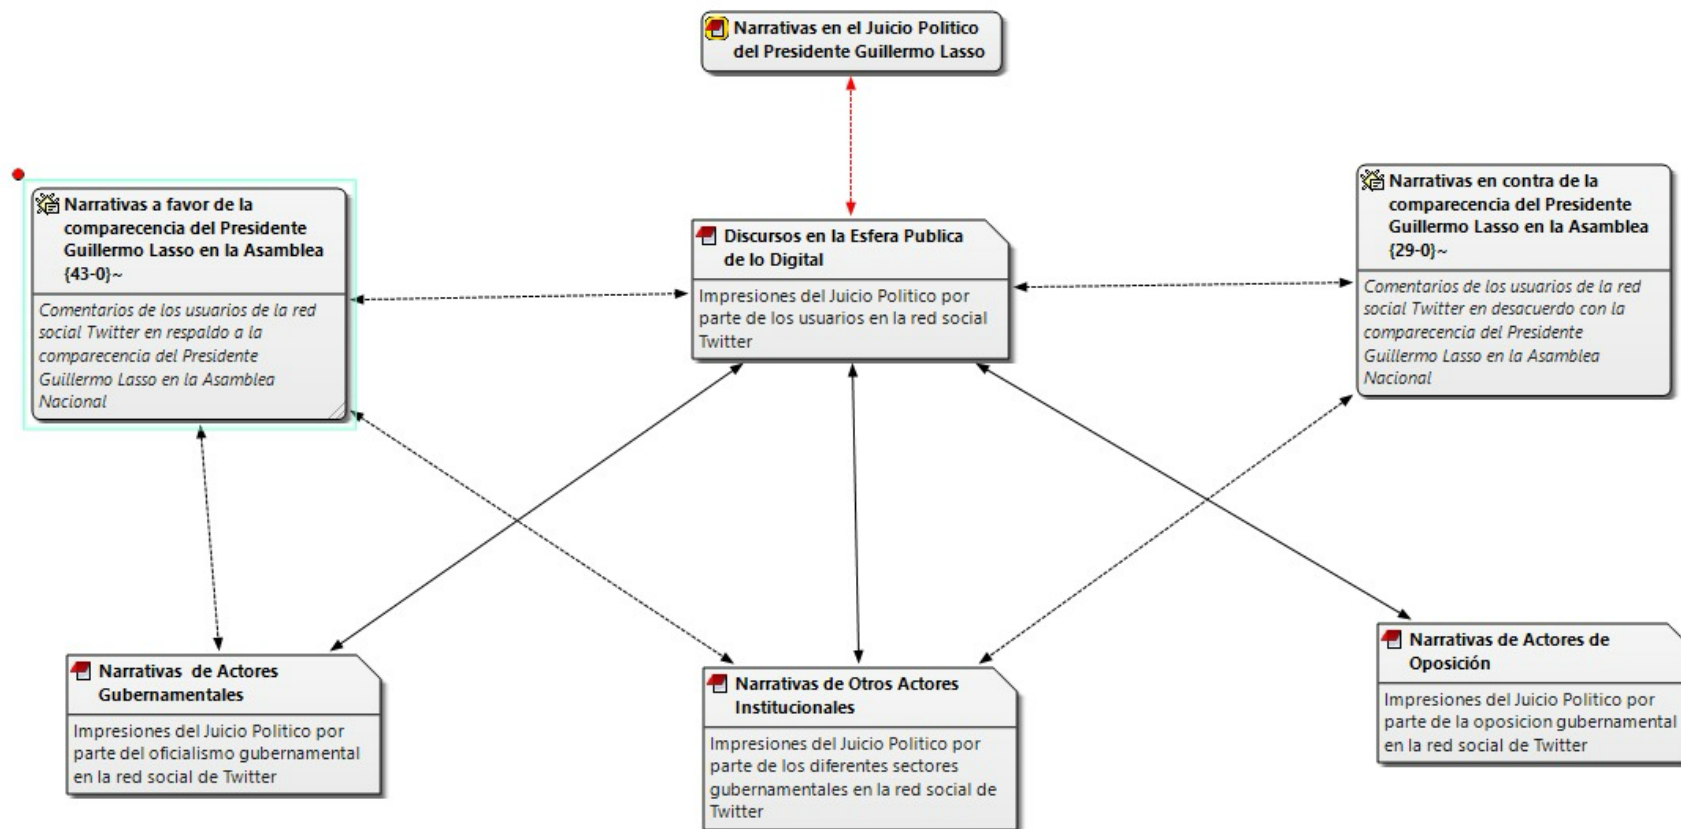 Narrativas en el Juicio Politico
del Presidente Guillermo Lasso
Narrativas a favor de la
comparecencia del Presidente
Guillermo Lasso en la Asamblea
{43-0}~
Comentarios de los usuarios de la red
social Twitter en respaldo a la
comparecencia del Presidente
Guillermo Lasso en la Asamblea
Nacional
Discursos en la Esfera Publica
de lo Digital
Impresiones del Juicio Politico por
parte de los usuarios en la red social
Twitter
Narrativas en contra de la
comparecencia del Presidente
Guillermo Lasso en la Asamblea
{29-0}~
Comentarios de los usuarios de la red
social Twitter en desacuerdo con la
comparecencia del Presidente
Guillermo Lasso en la Asamblea
Nacional
Narrativas de Actores
Gubernamentales
Impresiones del Juicio Politico por
parte del oficialismo gubernamental
en la red social de Twitter
Narrativas de Otros Actores
Institucionales
Impresiones del Juicio Politico por
parte de los diferentes sectores
gubernamentales en la red social de
Twitter
Narrativas de Actores de
Oposición
Impresiones del Juicio Politico por
parte de la oposicion gubernamental
en la red social de Twitter